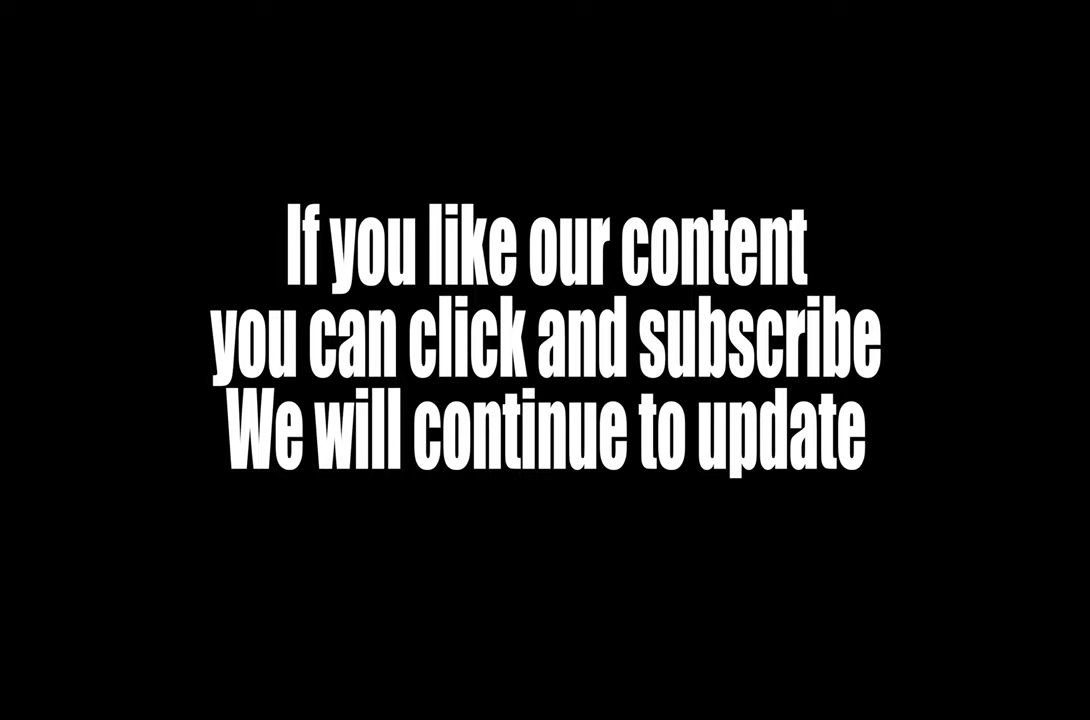 If you like our content
you can click and subscribe
We will continue to update